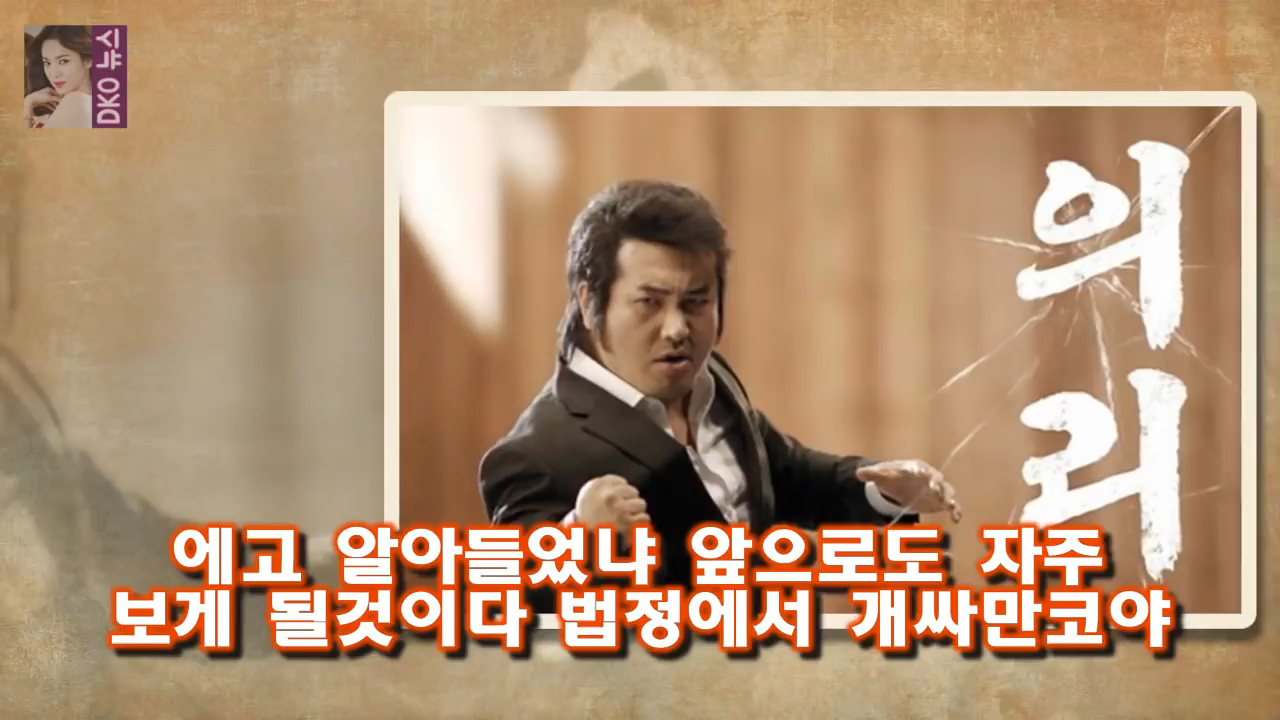 DKO 뉴스
의
리
에고 알아들었냐 앞으로도 자주
보게 될것이다 법정에서 개싸만코야